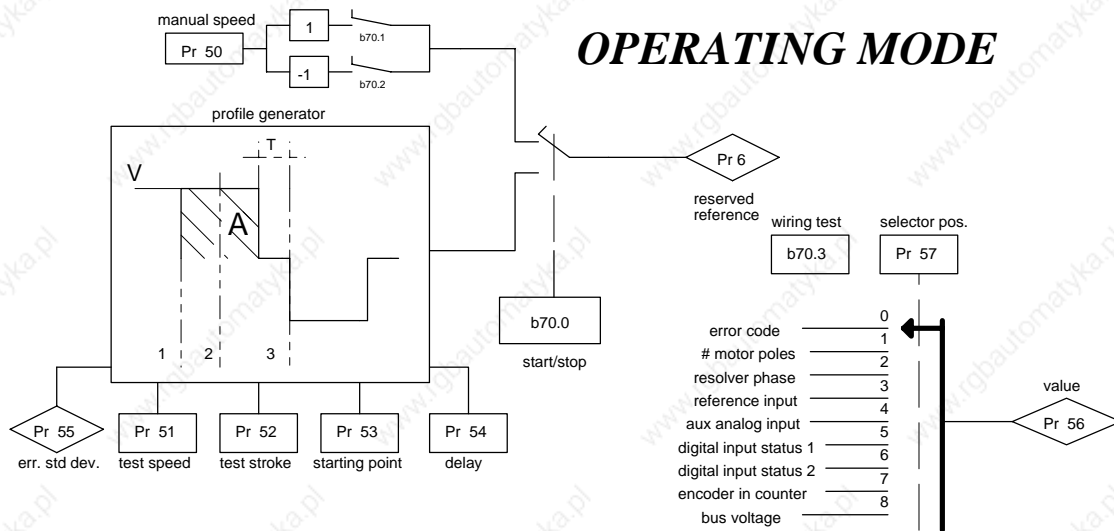 OPERATING MODE
manual speed
Pr 50
1
b70.1
-1
b70.2
profile generator
T
V
A
1 2 3
Pr 6
reserved
reference
b70.0
start/stop
Pr 55
err. std dev.
Pr 51
test speed
Pr 52
test stroke
Pr 53
starting point
Pr 54
delay
wiring test
b70.3
selector pos.
Pr 57
error code 0
# motor poles 1
resolver phase 2
reference input 3
aux analog input 4
digital input status 1 5
digital input status 2 6
encoder in counter 7
bus voltage 8
value
Pr 56
www.rgbautomatyka.pl